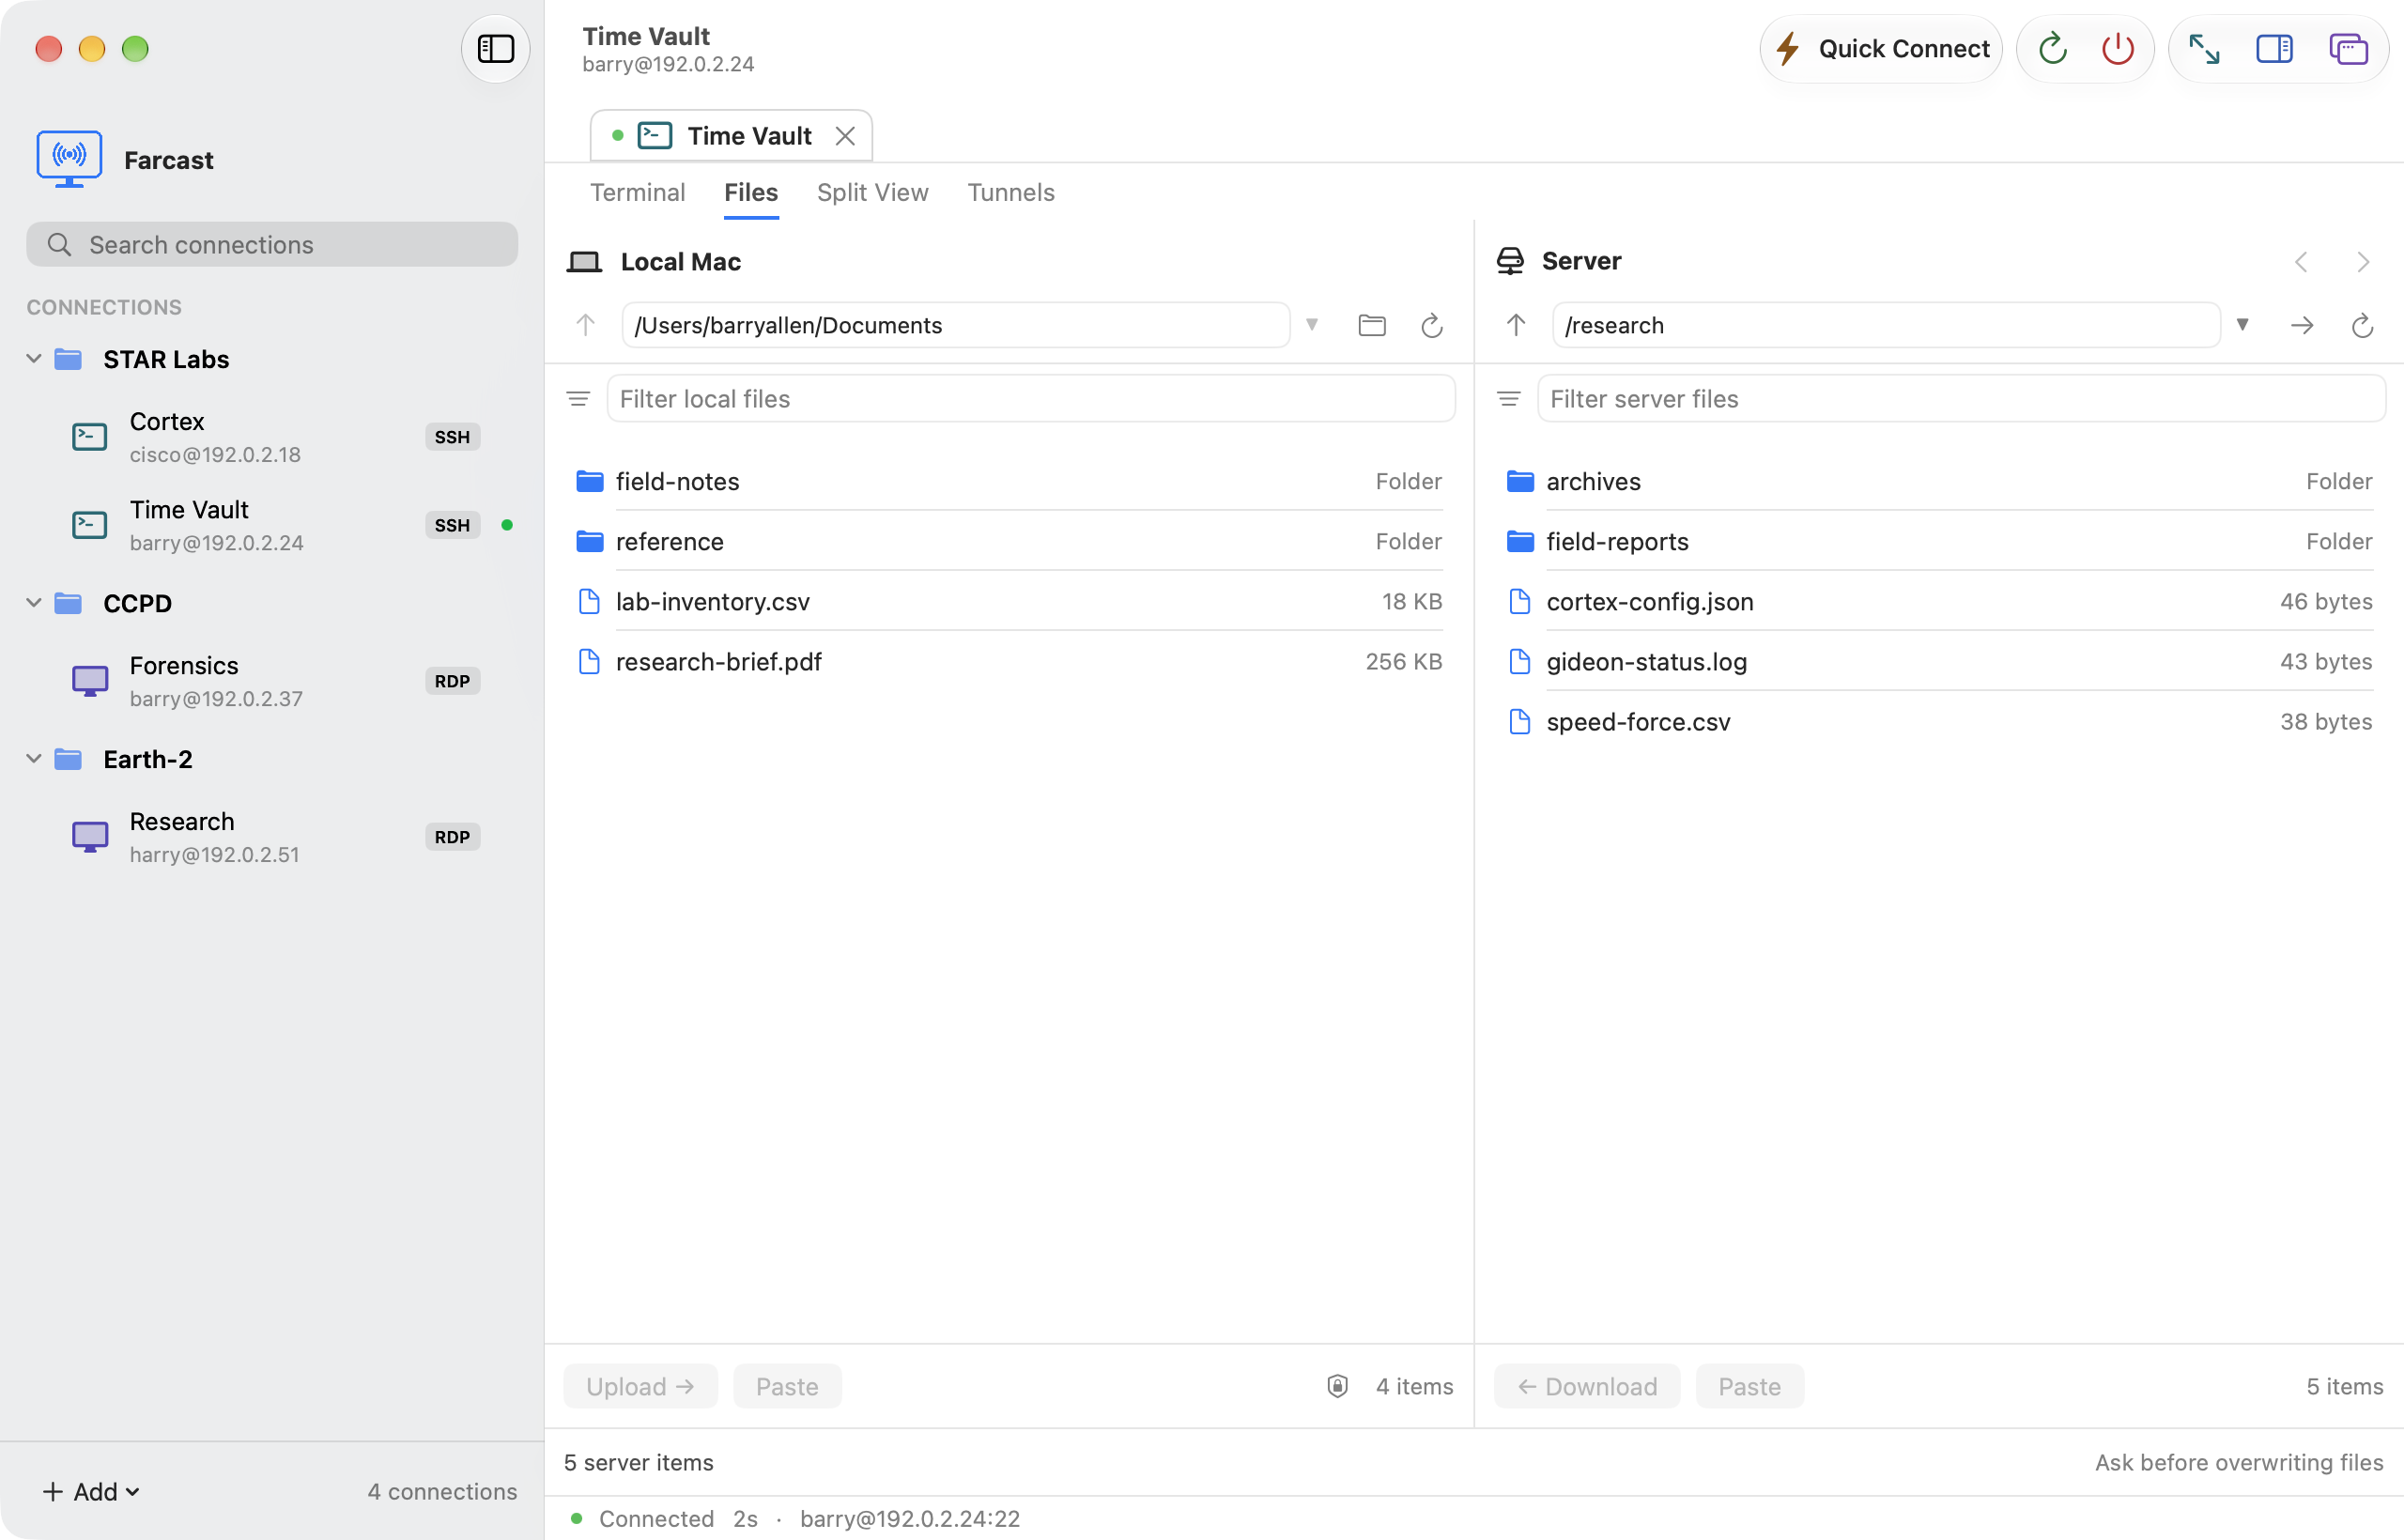 Time Vault
barry@192.0.2.24
Quick Connect
Farcast
Search connections
CONNECTIONS
STAR Labs
Cortex
cisco@192.0.2.18
SSH
Time Vault
barry@192.0.2.24
SSH
CCPD
Forensics
barry@192.0.2.37
RDP
Earth-2
Research
harry@192.0.2.51
RDP
+ Add
4 connections
Time Vault
Terminal Files Split View Tunnels
Local Mac
/Users/barryallen/Documents
Filter local files
field-notes Folder
reference Folder
lab-inventory.csv 18 KB
research-brief.pdf 256 KB
Upload → Paste 4 items
Server
/research
Filter server files
archives Folder
field-reports Folder
cortex-config.json 46 bytes
gideon-status.log 43 bytes
speed-force.csv 38 bytes
← Download Paste 5 items
5 server items Ask before overwriting files
Connected 2s · barry@192.0.2.24:22